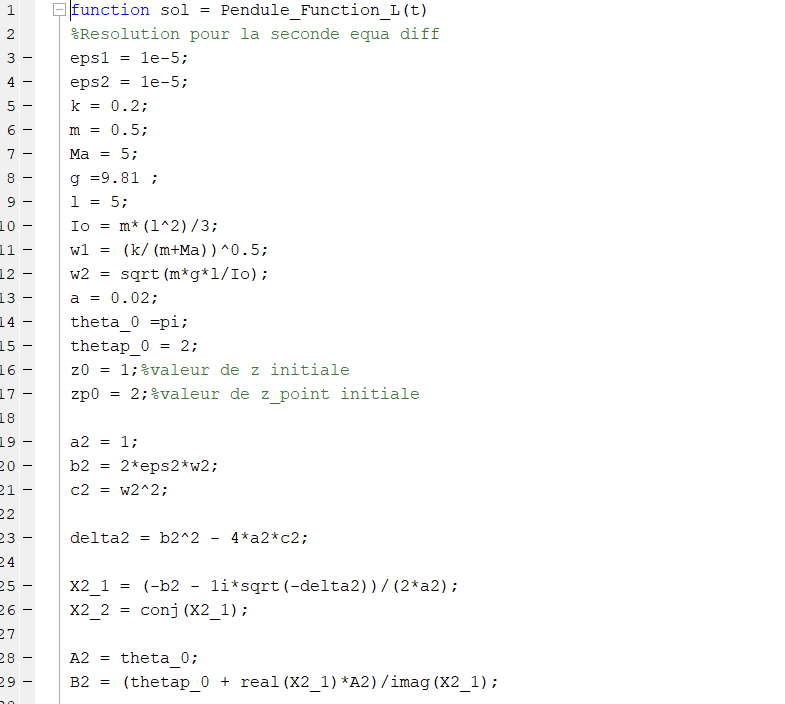 1 function sol = Pendule_Function_L(t)
2 %Resolution pour la seconde equa diff
3 — eps1 = 1e-5;
4 — eps2 = 1e-5;
5 — k = 0.2;
6 — m = 0.5;
7 — Ma = 5;
8 — g =9.81 ;
9 — l = 5;
10 — Io = m*(l^2)/3;
11 — w1 = (k/(m+Ma))^0.5;
12 — w2 = sqrt(m*g*l/Io);
13 — a = 0.02;
14 — theta_0 =pi;
15 — thetap_0 = 2;
16 — z0 = 1;%valeur de z initiale
17 — zp0 = 2;%valeur de z_point initiale
18
19 — a2 = 1;
20 — b2 = 2*eps2*w2;
21 — c2 = w2^2;
22
23 — delta2 = b2^2 - 4*a2*c2;
24
25 — X2_1 = (-b2 - 1i*sqrt(-delta2))/(2*a2);
26 — X2_2 = conj(X2_1);
27
28 — A2 = theta_0;
29 — B2 = (thetap_0 + real(X2_1)*A2)/imag(X2_1);